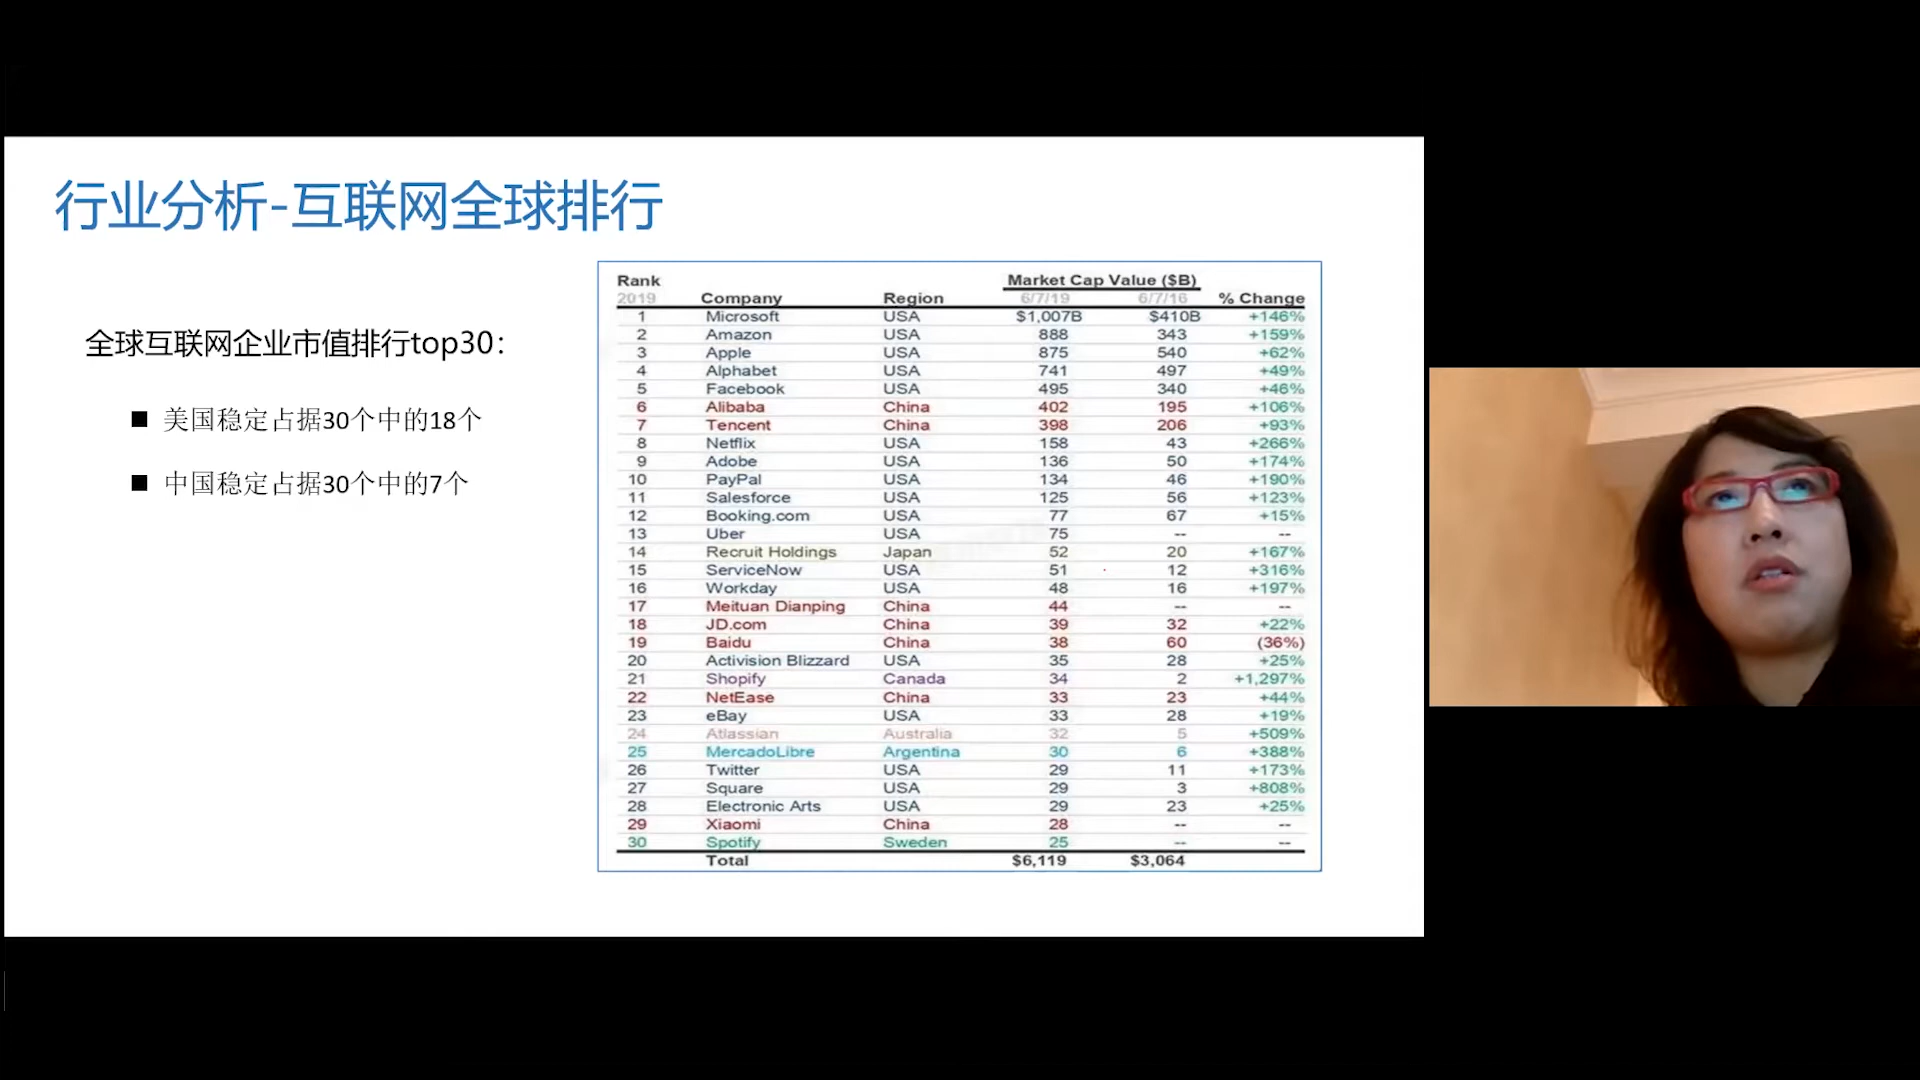 行业分析-互联网全球排行
全球互联网企业市值排行top30：
美国稳定占据30个中的18个
中国稳定占据30个中的7个
Rank Market Cap Value ($B)
2019 Company Region 6/7/19 6/7/16 % Change
1 Microsoft USA $1,007B $410B +146%
2 Amazon USA 888 343 +159%
3 Apple USA 875 540 +62%
4 Alphabet USA 741 497 +49%
5 Facebook USA 495 340 +46%
6 Alibaba China 402 195 +106%
7 Tencent China 398 206 +93%
8 Netflix USA 158 43 +266%
9 Adobe USA 136 50 +174%
10 PayPal USA 134 46 +190%
11 Salesforce USA 125 56 +123%
12 Booking.com USA 77 67 +15%
13 Uber USA 75 -- --
14 Recruit Holdings Japan 52 20 +167%
15 ServiceNow USA 51 12 +316%
16 Workday USA 48 16 +197%
17 Meituan Dianping China 44 -- --
18 JD.com China 39 32 +22%
19 Baidu China 38 60 (36%)
20 Activision Blizzard USA 35 28 +25%
21 Shopify Canada 34 2 +1,297%
22 NetEase China 33 23 +44%
23 eBay USA 33 28 +19%
24 Atlassian Australia 32 5 +509%
25 MercadoLibre Argentina 30 6 +388%
26 Twitter USA 29 11 +173%
27 Square USA 29 3 +808%
28 Electronic Arts USA 29 23 +25%
29 Xiaomi China 28 -- --
30 Spotify Sweden 25 -- --
Total $6,119 $3,064